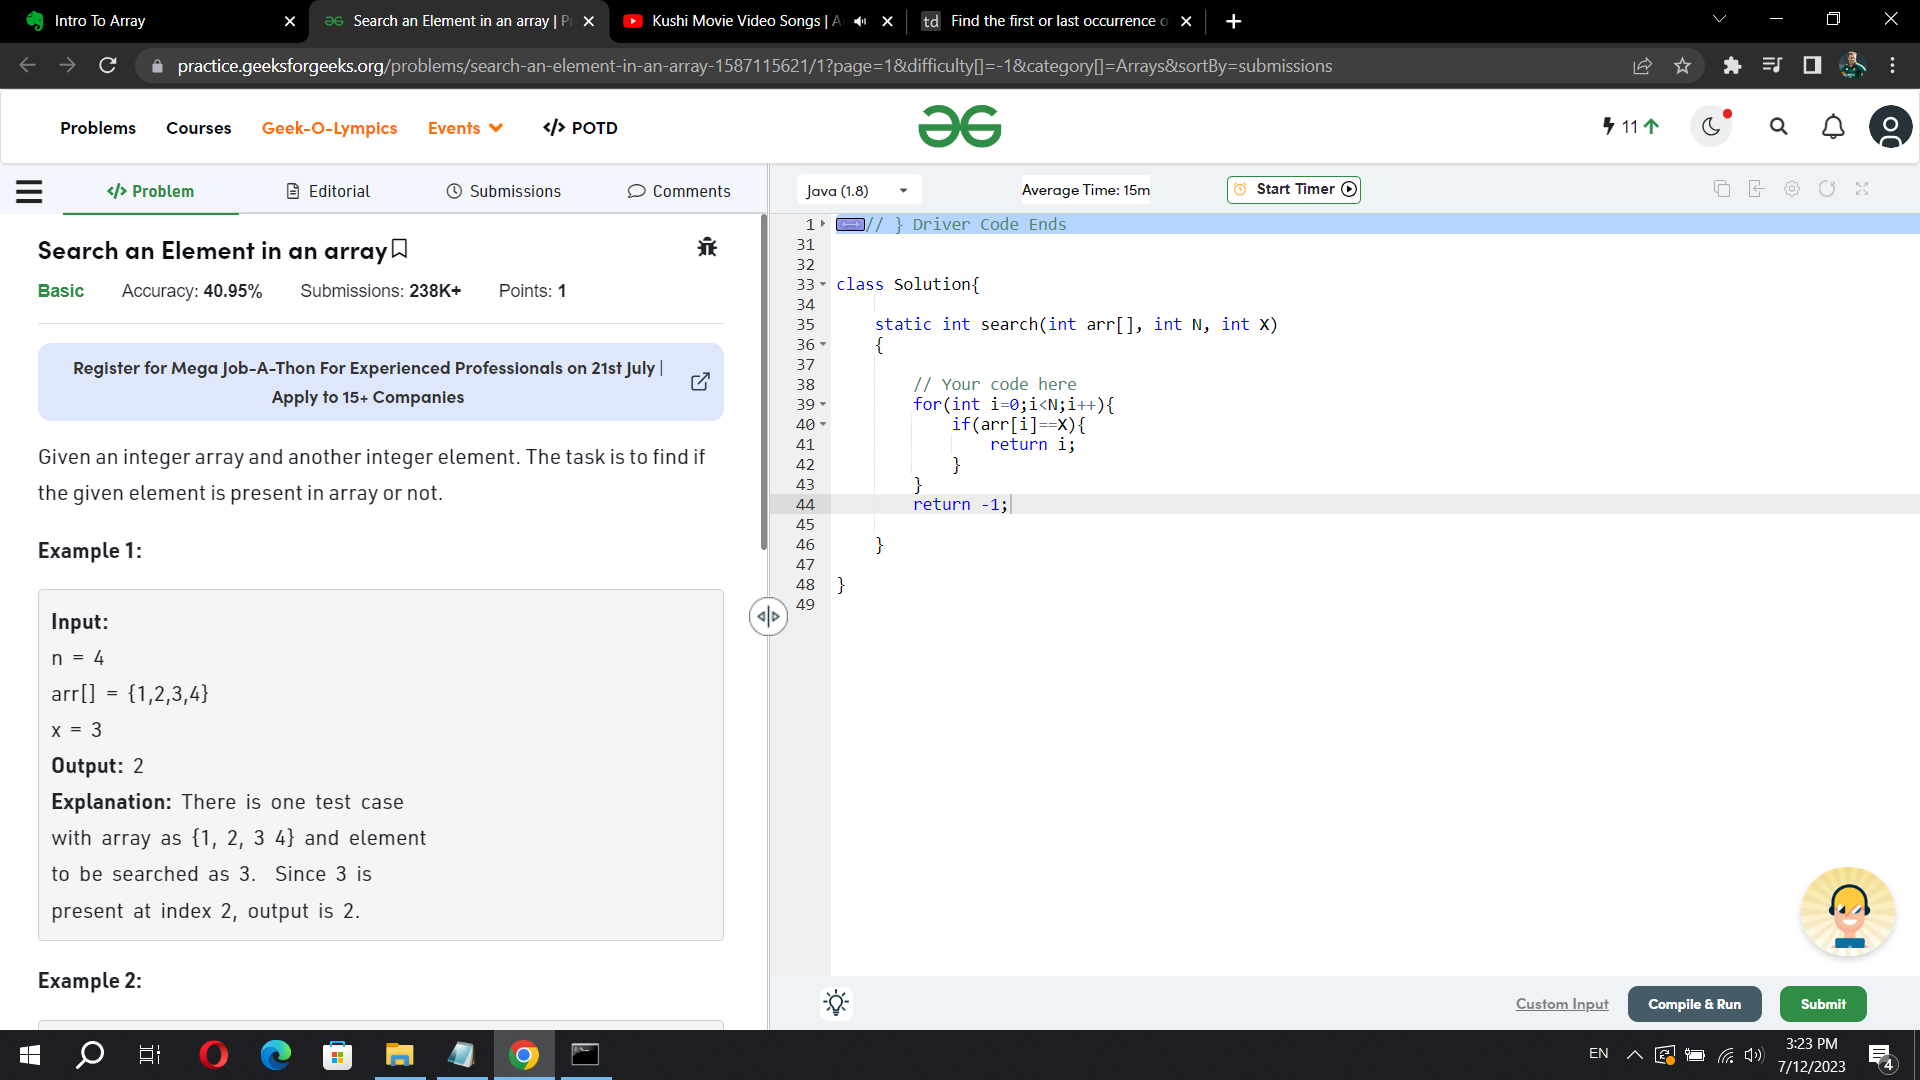 Intro To Array
Search an Element in an array | P
Kushi Movie Video Songs | A
td Find the first or last occurrence o
practice.geeksforgeeks.org/problems/search-an-element-in-an-array-1587115621/1?page=1&difficulty[]=-1&category[]=Arrays&sortBy=submissions
Problems Courses Geek-O-Lympics Events </> POTD
11
</> Problem Editorial Submissions Comments
Search an Element in an array
Basic Accuracy: 40.95% Submissions: 238K+ Points: 1
Register for Mega Job-A-Thon For Experienced Professionals on 21st July |
Apply to 15+ Companies
Given an integer array and another integer element. The task is to find if
the given element is present in array or not.
Example 1:
Input:
n = 4
arr[] = {1,2,3,4}
x = 3
Output: 2
Explanation: There is one test case
with array as {1, 2, 3 4} and element
to be searched as 3. Since 3 is
present at index 2, output is 2.
Example 2:
Java (1.8) Average Time: 15m Start Timer
1 // } Driver Code Ends
31
32
33 class Solution{
34
35 static int search(int arr[], int N, int X)
36 {
37
38 // Your code here
39 for(int i=0;i<N;i++){
40 if(arr[i]==X){
41 return i;
42 }
43 }
44 return -1;
45
46 }
47
48 }
49
Custom Input Compile & Run Submit
EN 3:23 PM
7/12/2023
4